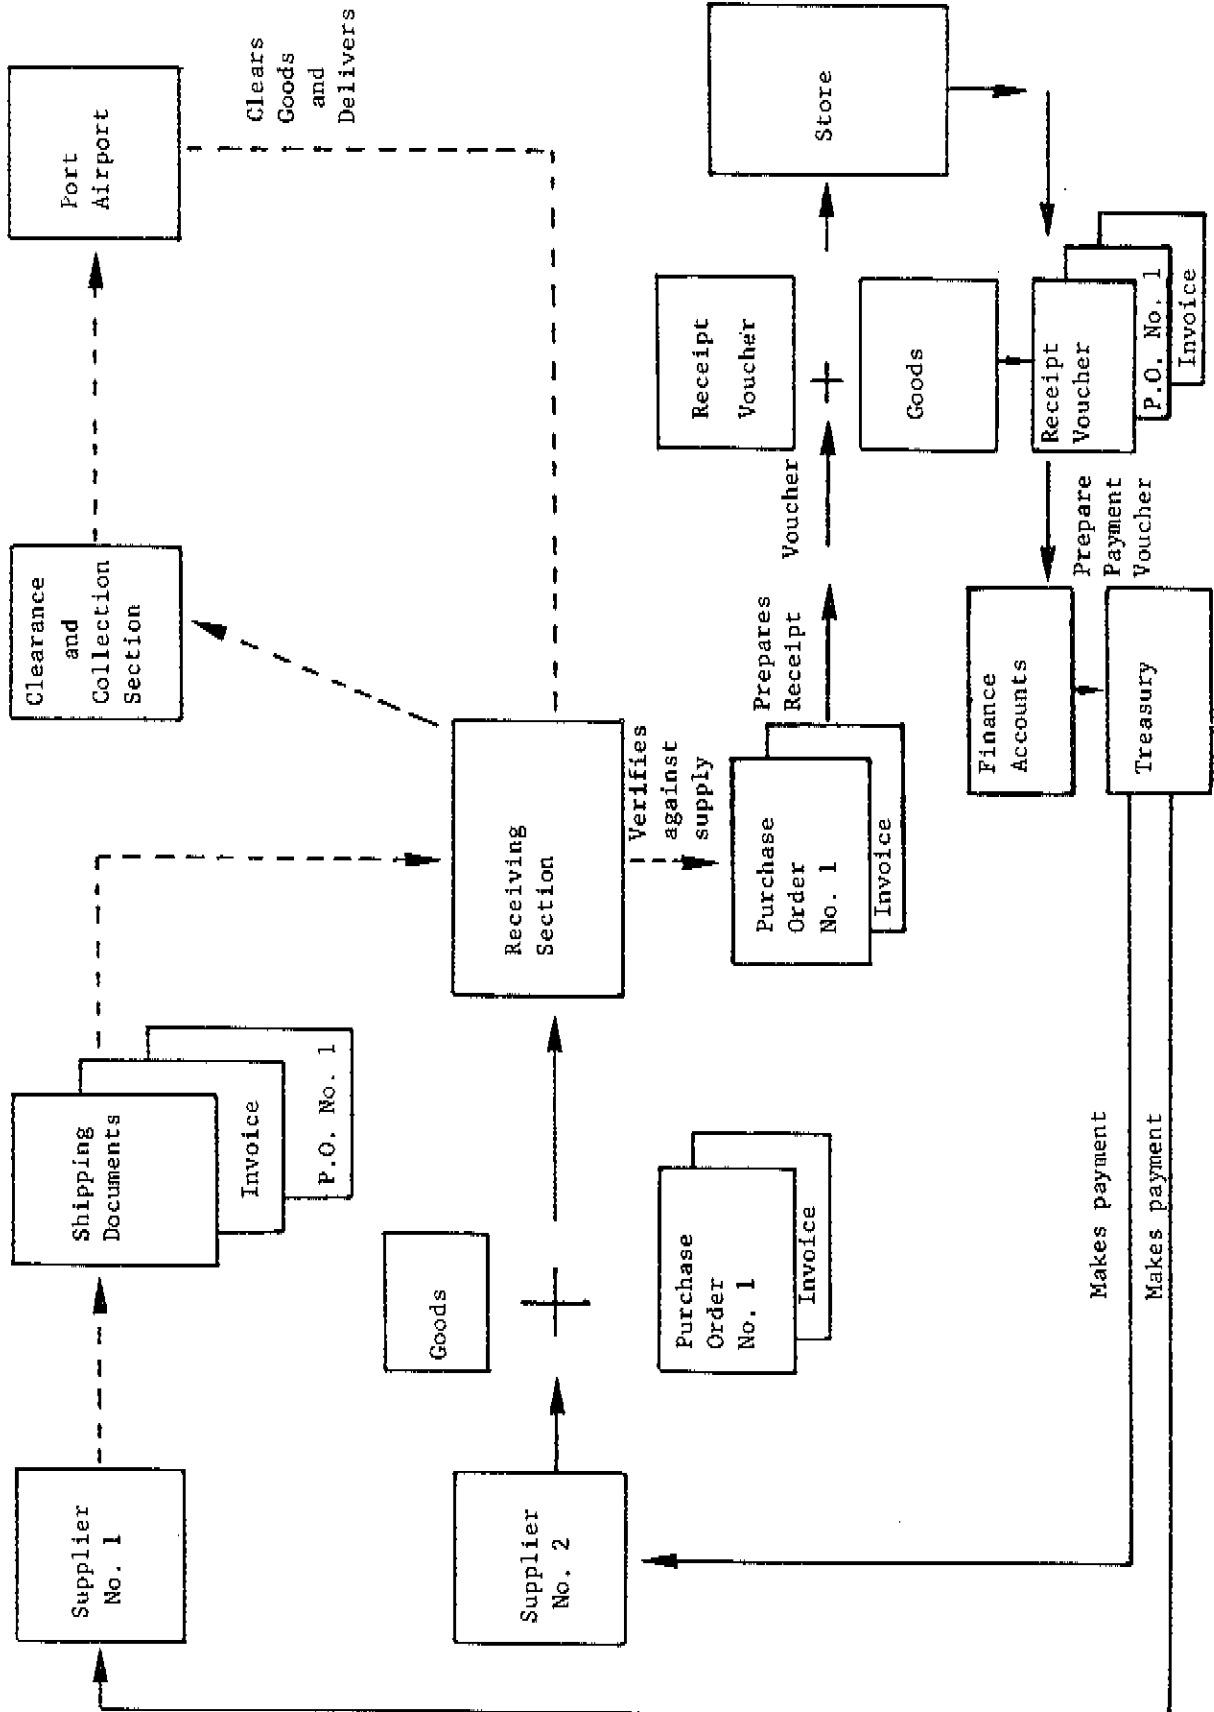 Supplier
No. 1
Shipping
Documents
Invoice
P.O. No. 1
Clearance
and
Collection
Section
Port
Airport
Clears
Goods
and
Delivers
Supplier
No. 2
Goods
Purchase
Order
No. 1
Invoice
Receiving
Section
Verifies
against
supply
Purchase
Order
No. 1
Invoice
Prepares
Receipt
Voucher
Receipt
Voucher
Goods
Store
Receipt
Voucher
P.O. No. 1
Invoice
Prepare
Payment
Voucher
Finance
Accounts
Treasury
Makes payment
Makes payment